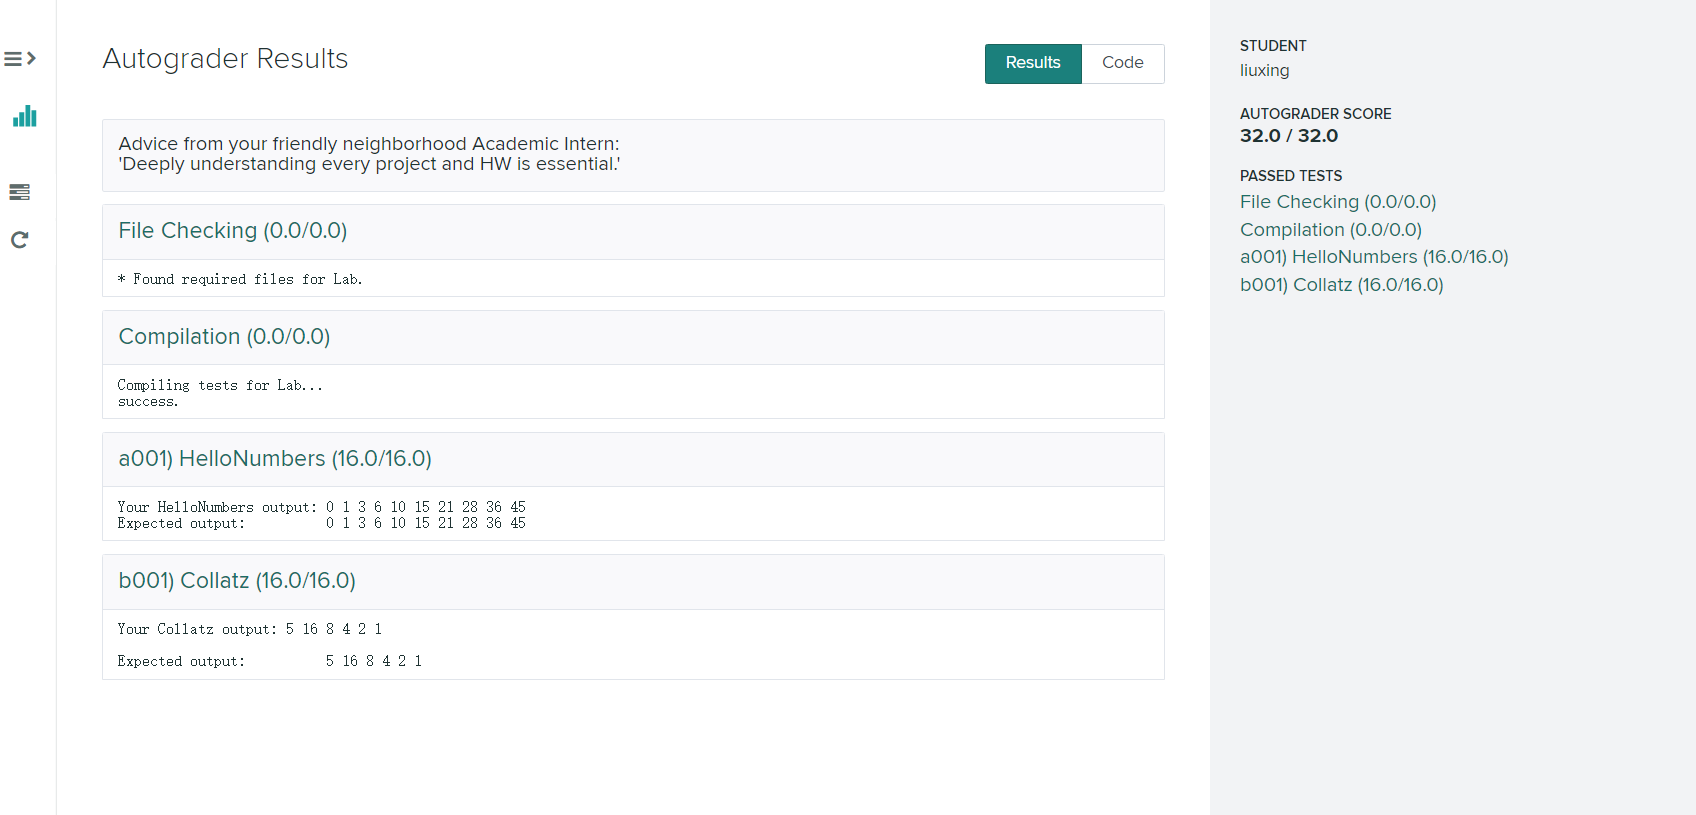 Autograder Results
Results
Code
Advice from your friendly neighborhood Academic Intern:
'Deeply understanding every project and HW is essential.'
File Checking (0.0/0.0)
* Found required files for Lab.
Compilation (0.0/0.0)
Compiling tests for Lab...
success.
a001) HelloNumbers (16.0/16.0)
Your HelloNumbers output: 0 1 3 6 10 15 21 28 36 45
Expected output: 0 1 3 6 10 15 21 28 36 45
b001) Collatz (16.0/16.0)
Your Collatz output: 5 16 8 4 2 1
Expected output: 5 16 8 4 2 1
STUDENT
liuxing
AUTOGRADER SCORE
32.0 / 32.0
PASSED TESTS
File Checking (0.0/0.0)
Compilation (0.0/0.0)
a001) HelloNumbers (16.0/16.0)
b001) Collatz (16.0/16.0)